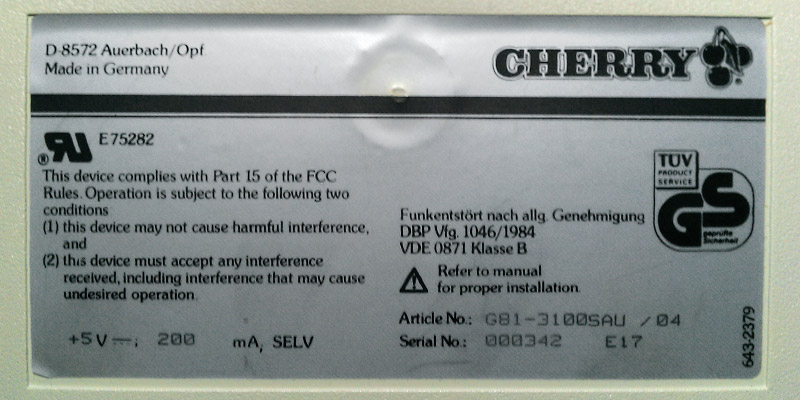 D-8572 Auerbach/Opf.
Made in Germany
CHERRY
®
RU E75282
®
This device complies with Part 15 of the FCC
Rules. Operation is subject to the following two
conditions
(1) this device may not cause harmful interference,
and
(2) this device must accept any interference
received, including interference that may cause
undesired operation.
+5V ⎓; 200 mA, SELV
TÜV
PRODUCT
SERVICE
GS
geprüfte
Sicherheit
Funkentstört nach allg. Genehmigung
DBP Vfg. 1046/1984
VDE 0871 Klasse B
Refer to manual
for proper installation.
Article No.: G81-3100SAU /04
Serial No.: 000342 E17
643-2379